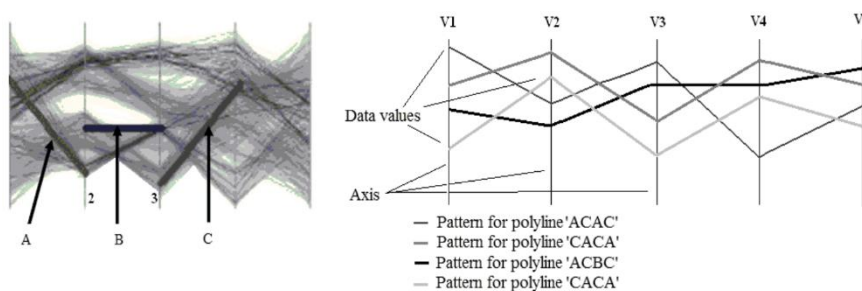 V1 V2 V3 V4 V
Data values
2 3
Axis
A B C
Pattern for polyline 'ACAC'
Pattern for polyline 'CACA'
Pattern for polyline 'ACBC'
Pattern for polyline 'CACA'